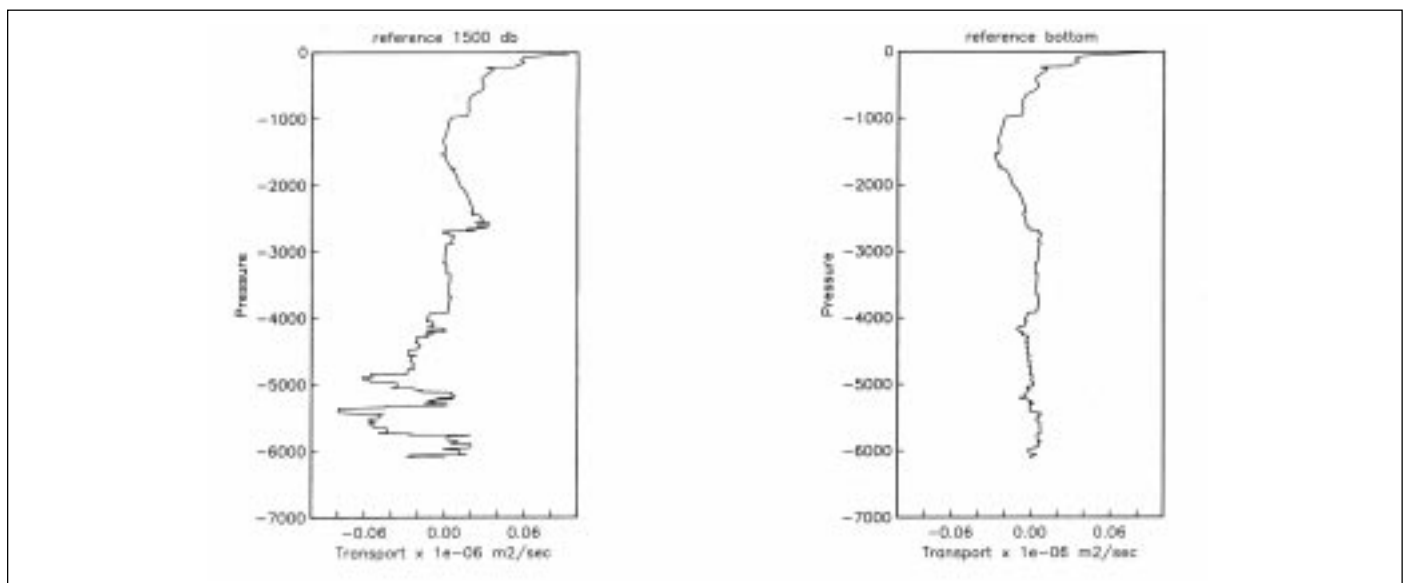 reference 1500 db
0
-1000
-2000
-3000
-4000
-5000
-6000
-7000
Pressure
-0.06 0.00 0.06
Transport x 1e-06 m2/sec
reference bottom
0
-1000
-2000
-3000
-4000
-5000
-6000
-7000
Pressure
-0.06 0.00 0.06
Transport x 1e-06 m2/sec